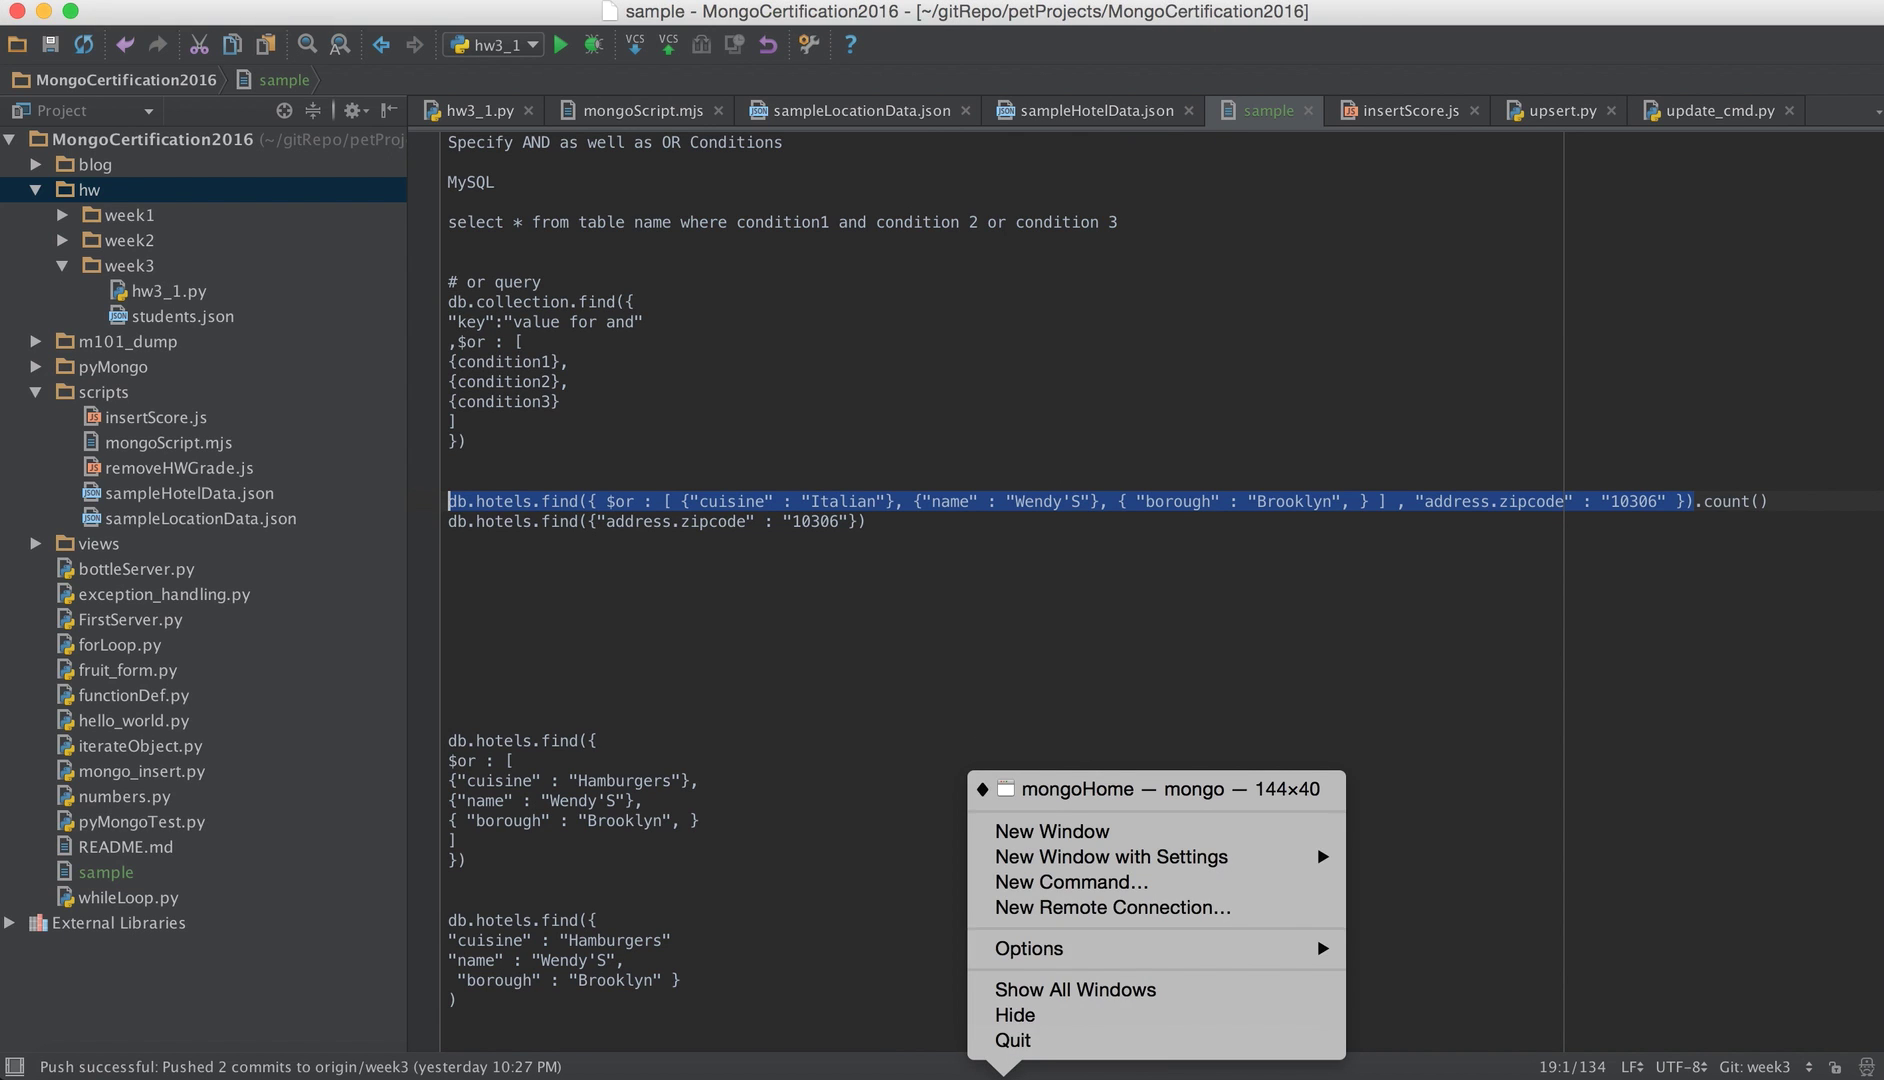 sample - MongoCertification2016 - [~/gitRepo/petProjects/MongoCertification2016]
hw3_1
VCS
VCS
?
MongoCertification2016
sample
Project
hw3_1.py
mongoScript.mjs
sampleLocationData.json
sampleHotelData.json
sample
insertScore.js
upsert.py
update_cmd.py
MongoCertification2016 (~/gitRepo/petProj
blog
hw
week1
week2
week3
hw3_1.py
students.json
m101_dump
pyMongo
scripts
insertScore.js
mongoScript.mjs
removeHWGrade.js
sampleHotelData.json
sampleLocationData.json
views
bottleServer.py
exception_handling.py
FirstServer.py
forLoop.py
fruit_form.py
functionDef.py
hello_world.py
iterateObject.py
mongo_insert.py
numbers.py
pyMongoTest.py
README.md
sample
whileLoop.py
External Libraries
Specify AND as well as OR Conditions
MySQL
select * from table name where condition1 and condition 2 or condition 3
# or query
db.collection.find({
"key":"value for and"
,$or : [
{condition1},
{condition2},
{condition3}
]
})
db.hotels.find({ $or : [ {"cuisine" : "Italian"}, {"name" : "Wendy'S"}, { "borough" : "Brooklyn", } ] , "address.zipcode" : "10306" }).count()
db.hotels.find({"address.zipcode" : "10306"})
db.hotels.find({
$or : [
{"cuisine" : "Hamburgers"},
{"name" : "Wendy'S"},
{ "borough" : "Brooklyn", }
]
})
db.hotels.find({
"cuisine" : "Hamburgers"
"name" : "Wendy'S",
"borough" : "Brooklyn" }
)
mongoHome — mongo — 144×40
New Window
New Window with Settings
New Command...
New Remote Connection...
Options
Show All Windows
Hide
Quit
Push successful: Pushed 2 commits to origin/week3 (yesterday 10:27 PM)
19:1/134 LF UTF-8 Git: week3